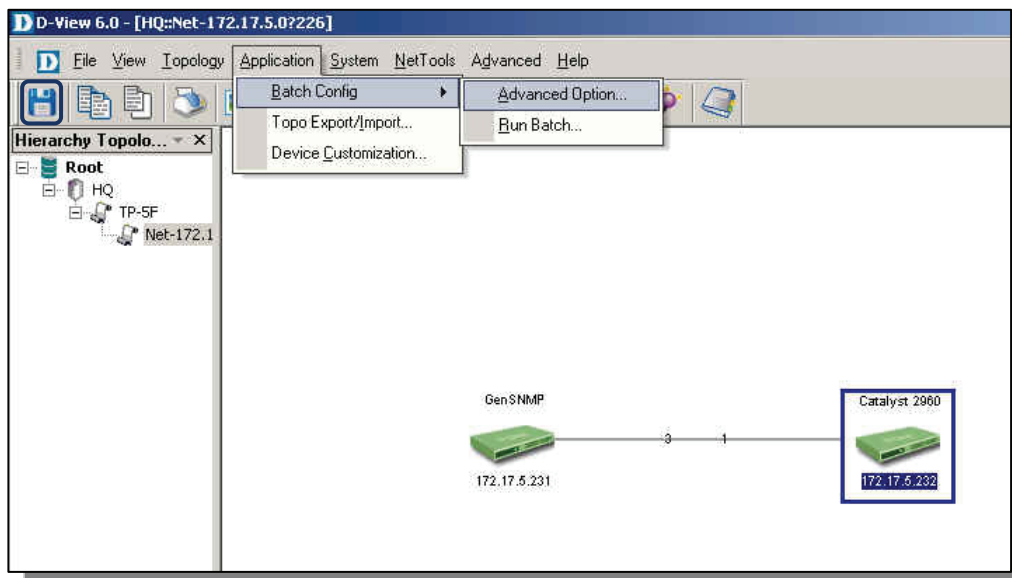 D-View 6.0 - [HQ::Net-172.17.5.0?226]
File View Topology Application System NetTools Advanced Help
Batch Config
Advanced Option...
Topo Export/Import...
Run Batch...
Device Customization...
Hierarchy Topolo...
Root
HQ
TP-5F
Net-172.1
GenSNMP
Catalyst 2960
3 1
172.17.5.231
172.17.5.232